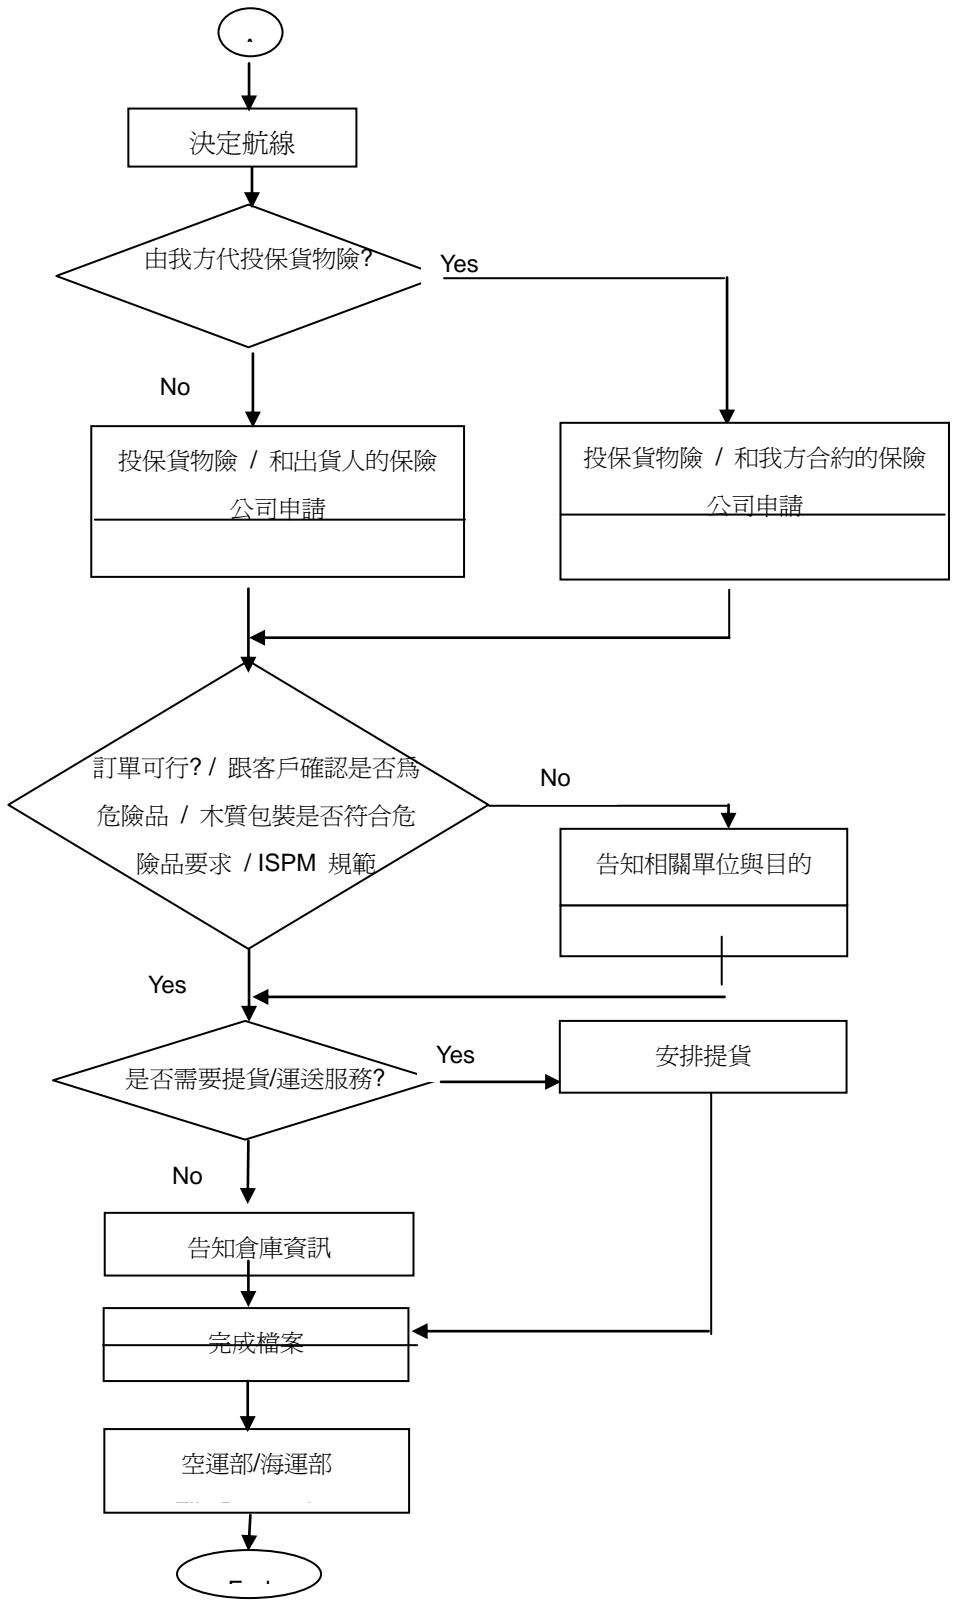 決定航線
由我方代投保貨物險?
Yes
No
投保貨物險 / 和出貨人的保險
公司申請
投保貨物險 / 和我方合約的保險
公司申請
訂單可行? / 跟客戶確認是否為
危險品 / 木質包裝是否符合危
險品要求 / ISPM 規範
No
告知相關單位與目的
Yes
是否需要提貨/運送服務?
Yes
安排提貨
No
告知倉庫資訊
完成檔案
空運部/海運部